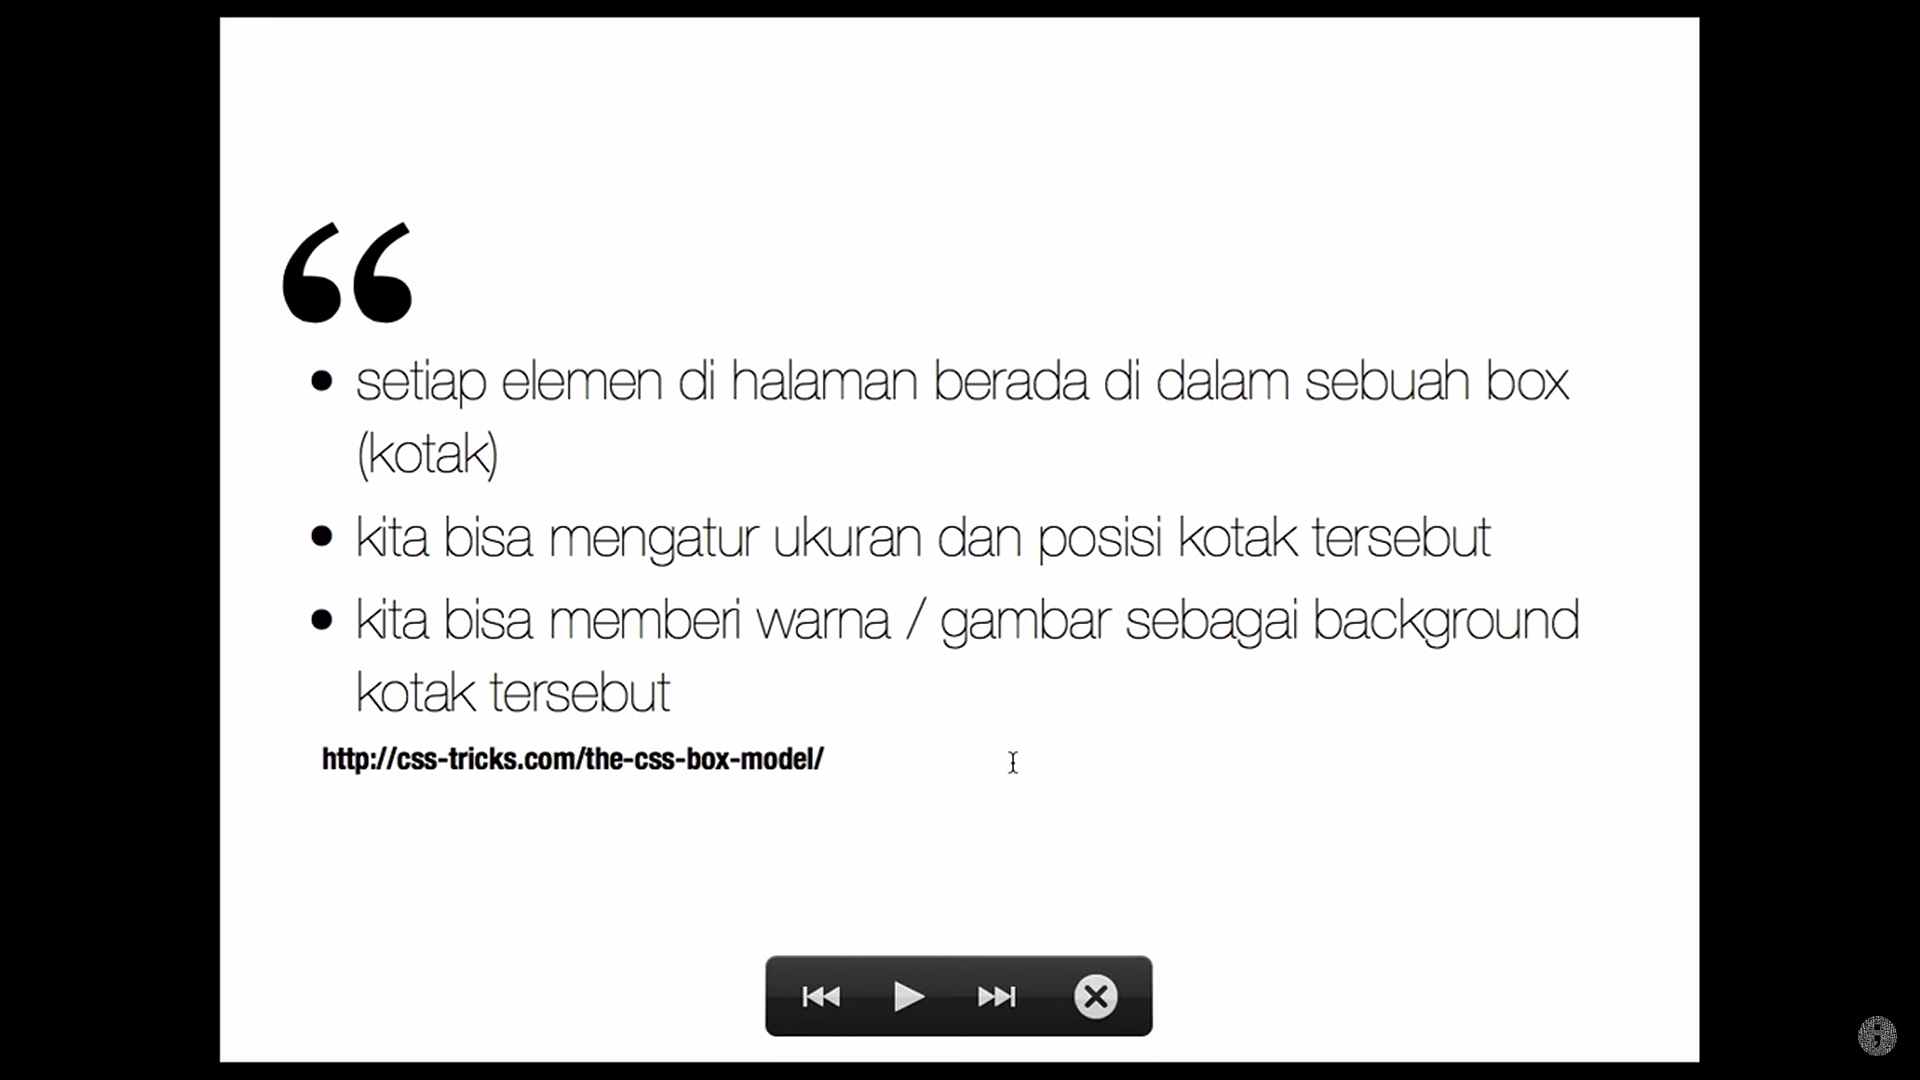 “
• setiap elemen di halaman berada di dalam sebuah box
(kotak)
• kita bisa mengatur ukuran dan posisi kotak tersebut
• kita bisa memberi warna / gambar sebagai background
kotak tersebut
http://css-tricks.com/the-css-box-model/